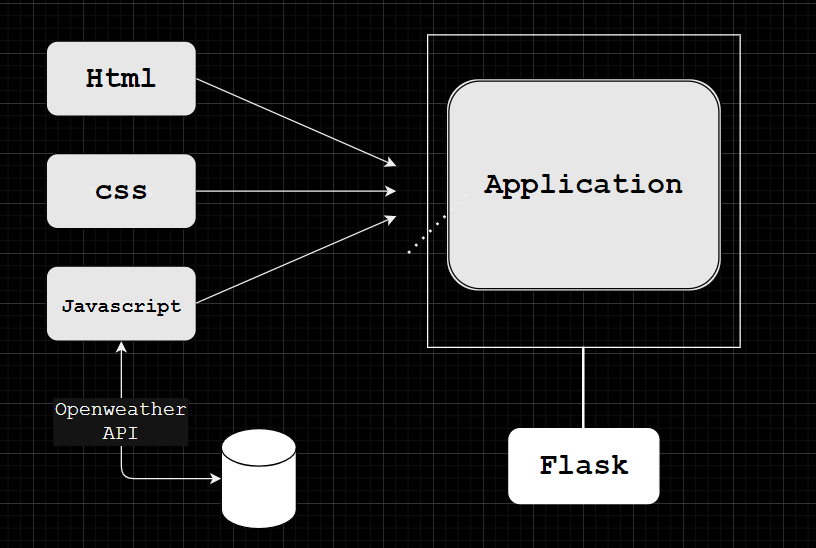 Html
css
Javascript
Application
Openweather
API
Flask